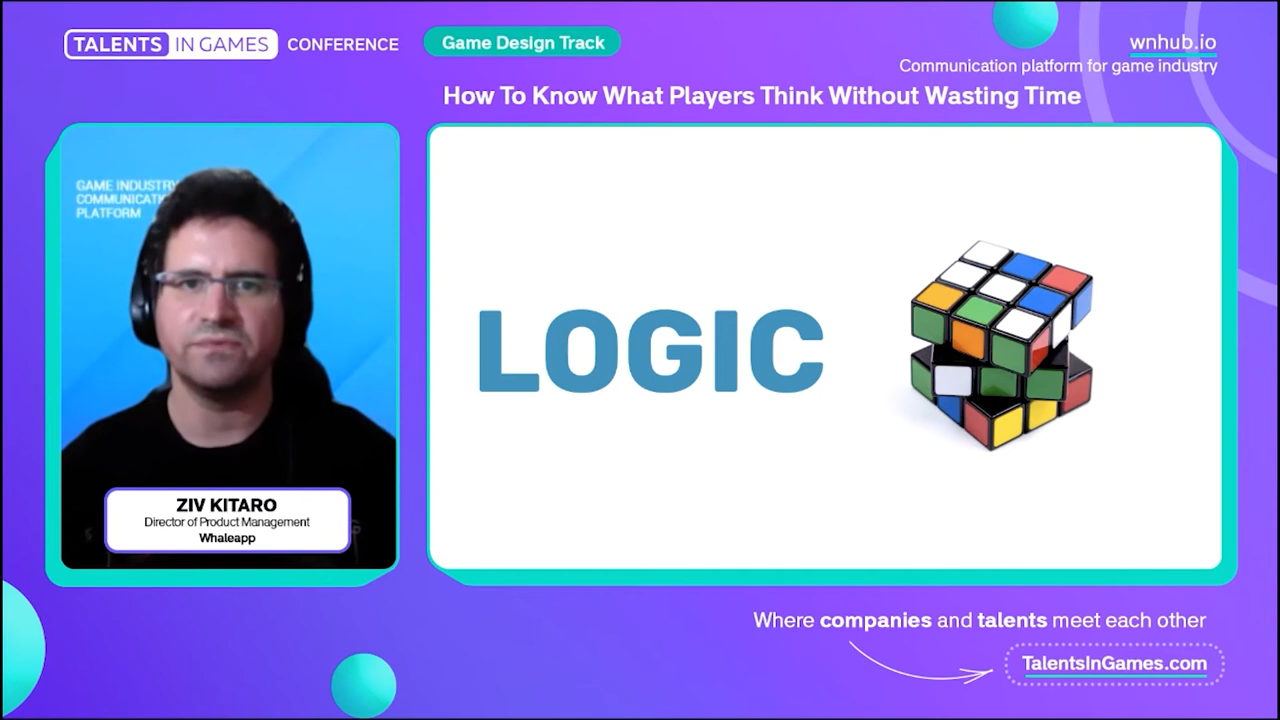 TALENTS IN GAMES CONFERENCE
Game Design Track
wnhub.io
Communication platform for game industry
How To Know What Players Think Without Wasting Time
GAME INDUSTRY
PLATFORM
LOGIC
ZIV KITARO
Director of Product Management
Whaleapp
Where companies and talents meet each other
TalentsInGames.com